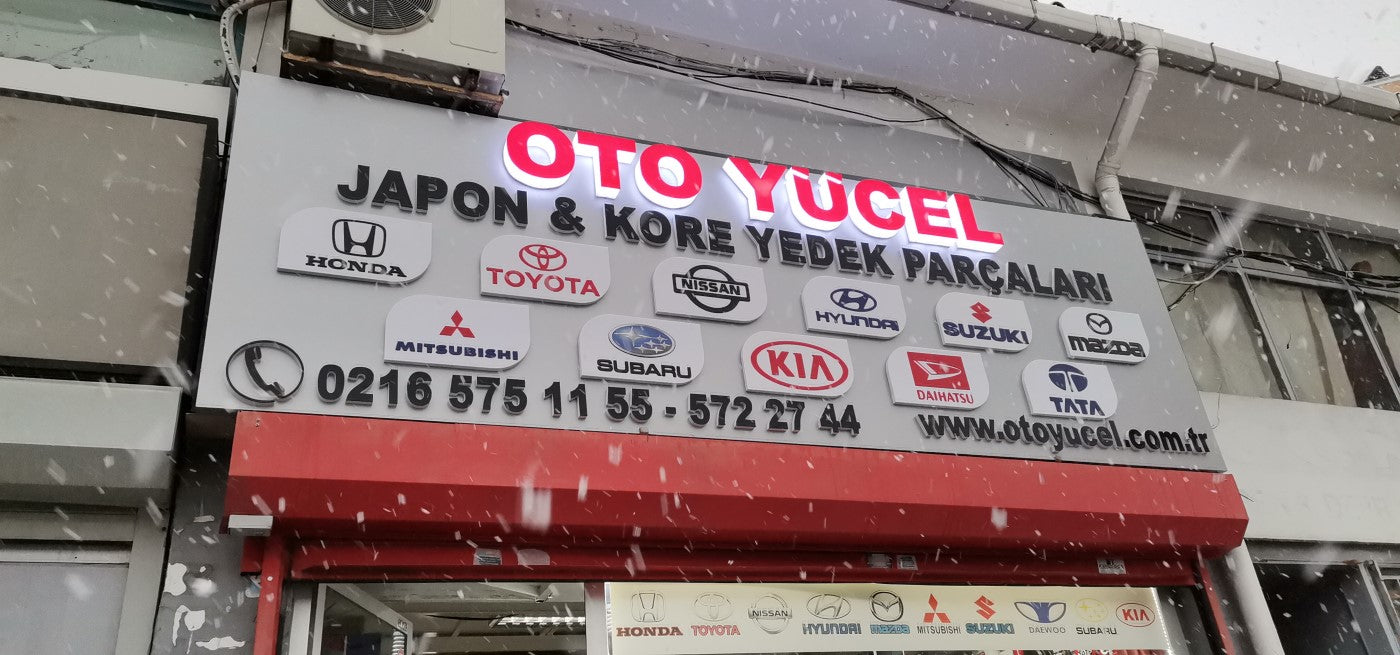 OTO YÜCEL
JAPON & KORE YEDEK PARÇALARI
HONDA
TOYOTA
NISSAN
HYUNDAI
SUZUKI
mazda
MITSUBISHI
SUBARU
KIA
DAIHATSU
TATA
0216 575 11 55 - 572 27 44
www.otoyucel.com.tr
HONDA TOYOTA NISSAN HYUNDAI mazda MITSUBISHI SUZUKI DAEWOO SUBARU KIA